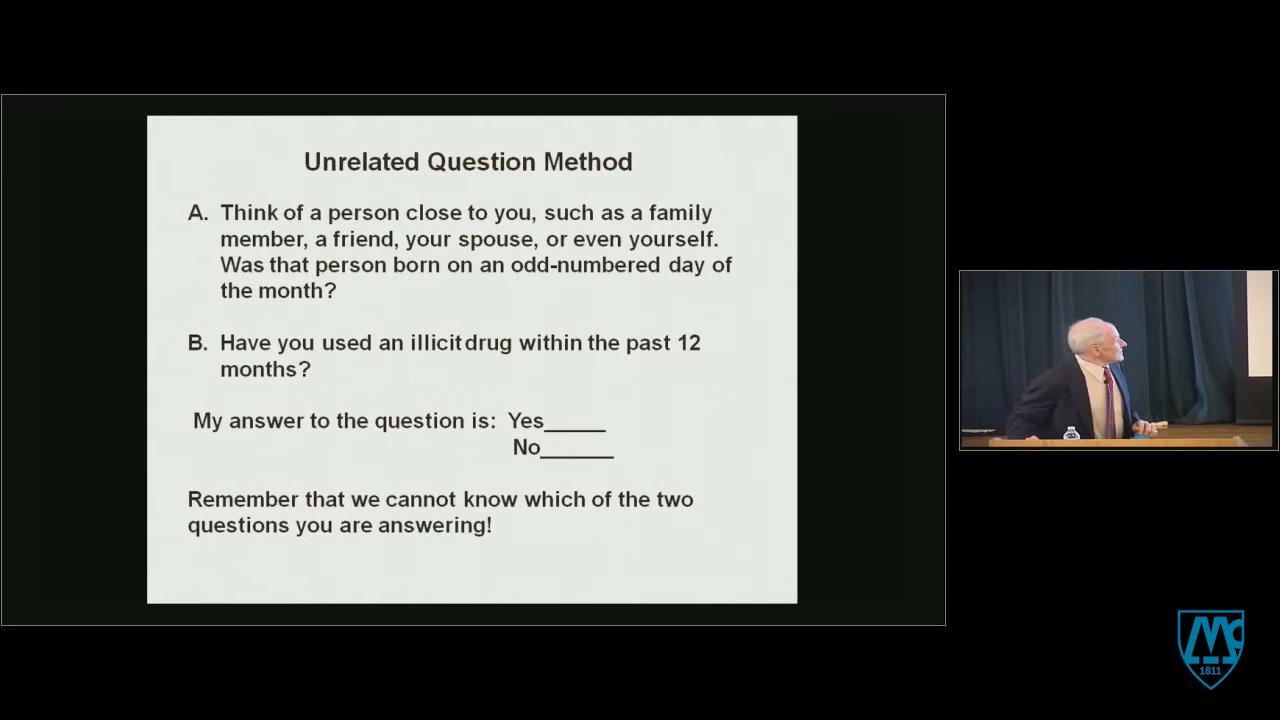 Unrelated Question Method
A. Think of a person close to you, such as a family
member, a friend, your spouse, or even yourself.
Was that person born on an odd-numbered day of
the month?
B. Have you used an illicit drug within the past 12
months?
My answer to the question is: Yes_____
No______
Remember that we cannot know which of the two
questions you are answering!
Mc
1811